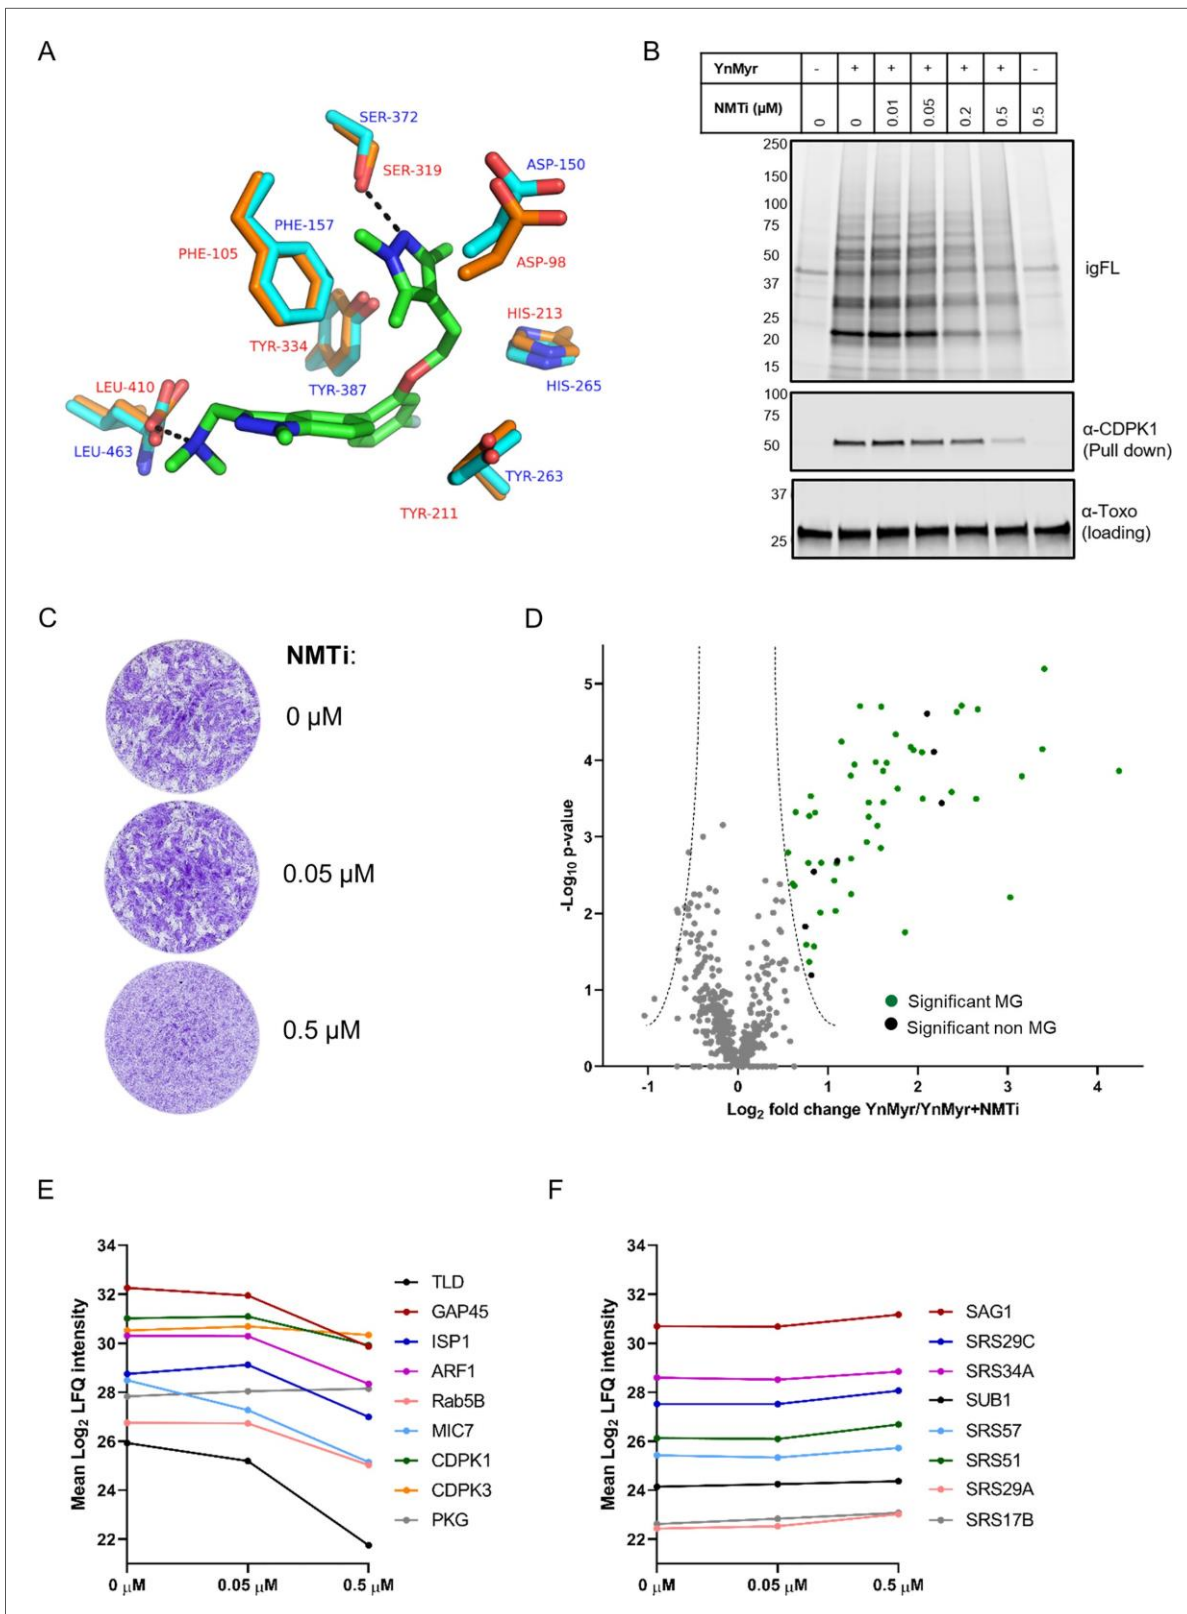 A
SER-372
SER-319
ASP-150
PHE-157
PHE-105
ASP-98
TYR-334
HIS-213
TYR-387
HIS-265
LEU-410
LEU-463
TYR-263
TYR-211
B
YnMyr - + + + + + -
NMTi (μM) 0 0 0.01 0.05 0.2 0.5 0.5
250
150
100
75
50
37
25
20
15
igFL
100
75
50
α-CDPK1
(Pull down)
37
25
α-Toxo
(loading)
C
NMTi:
0 μM
0.05 μM
0.5 μM
D
-Log10 p-value
5
4
3
2
1
0
-1 0 1 2 3 4
Log2 fold change YnMyr/YnMyr+NMTi
Significant MG
Significant non MG
E
Mean Log2 LFQ intensity
34
32
30
28
26
24
22
0 μM 0.05 μM 0.5 μM
TLD
GAP45
ISP1
ARF1
Rab5B
MIC7
CDPK1
CDPK3
PKG
F
Mean Log2 LFQ intensity
34
32
30
28
26
24
22
0 μM 0.05 μM 0.5 μM
SAG1
SRS29C
SRS34A
SUB1
SRS57
SRS51
SRS29A
SRS17B